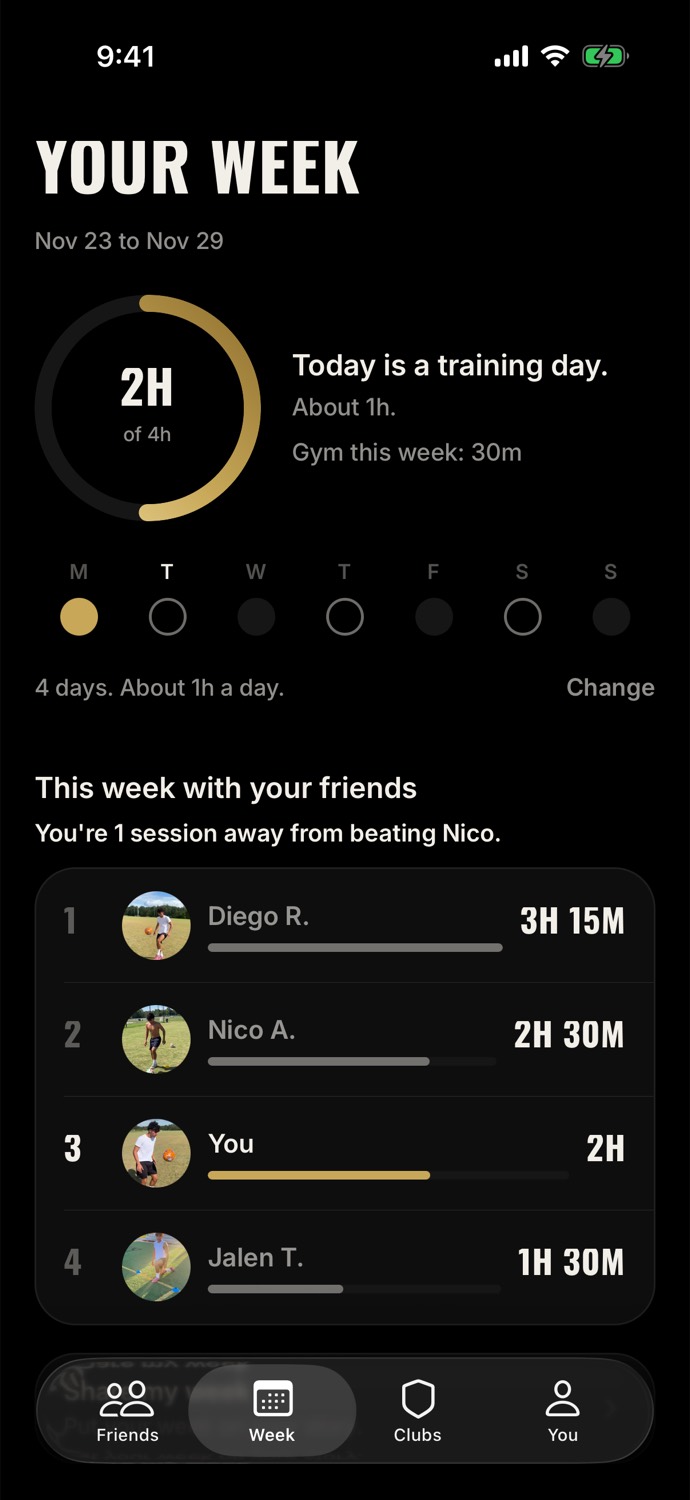 9:41
YOUR WEEK
Nov 23 to Nov 29
2H
of 4h
Today is a training day.
About 1h.
Gym this week: 30m
M T W T F S S
4 days. About 1h a day.
Change
This week with your friends
You're 1 session away from beating Nico.
1 Diego R. 3H 15M
2 Nico A. 2H 30M
3 You 2H
4 Jalen T. 1H 30M
Friends Week Clubs You